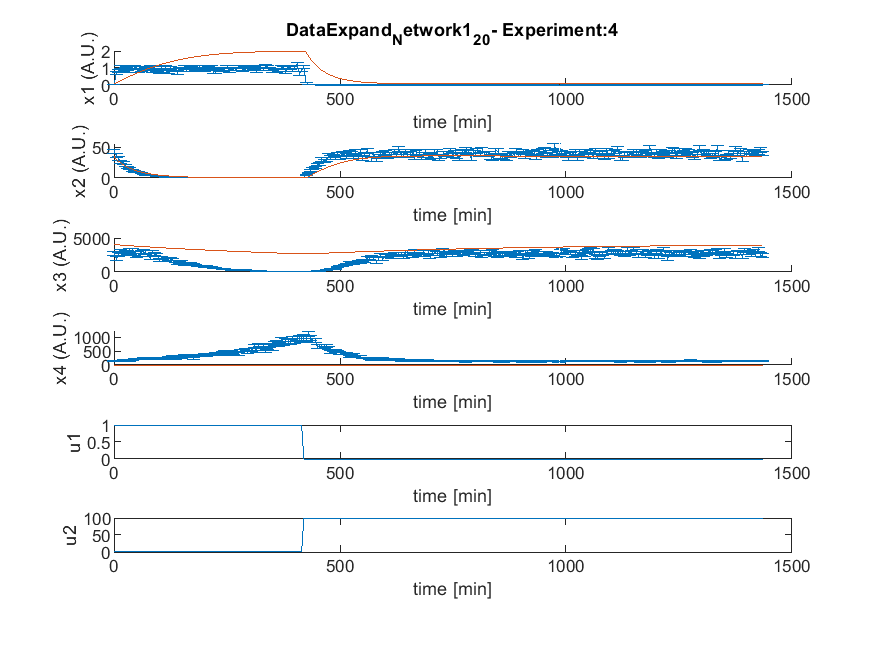 DataExpand_Network1_20- Experiment:4
x1 (A.U.)
2
1
0
0 500 1000 1500
time [min]
x2 (A.U.)
50
0
0 500 1000 1500
time [min]
x3 (A.U.)
5000
0
0 500 1000 1500
time [min]
x4 (A.U.)
1000
500
0
0 500 1000 1500
time [min]
u1
1
0.5
0
0 500 1000 1500
time [min]
u2
100
50
0
0 500 1000 1500
time [min]